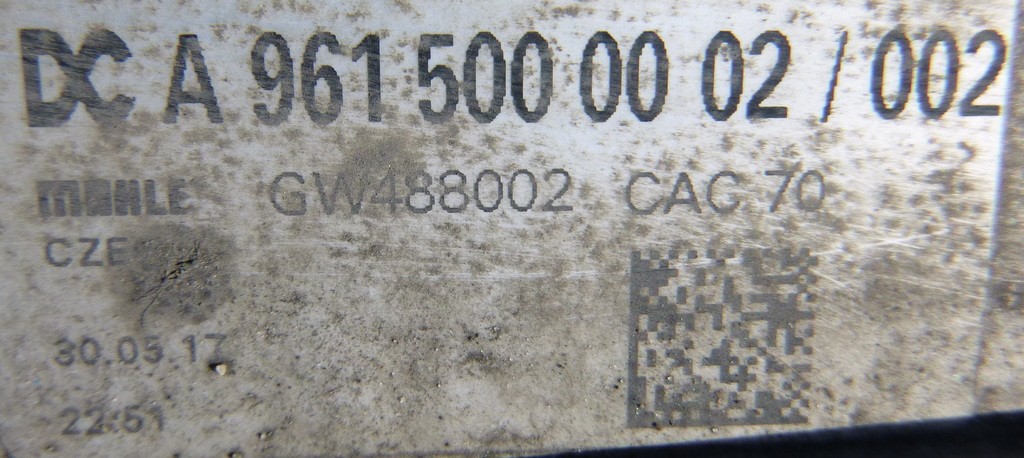 DC A 961 500 00 02 / 002
MAHLE GW488002 CAC 70
CZE
30.05.17
22:51